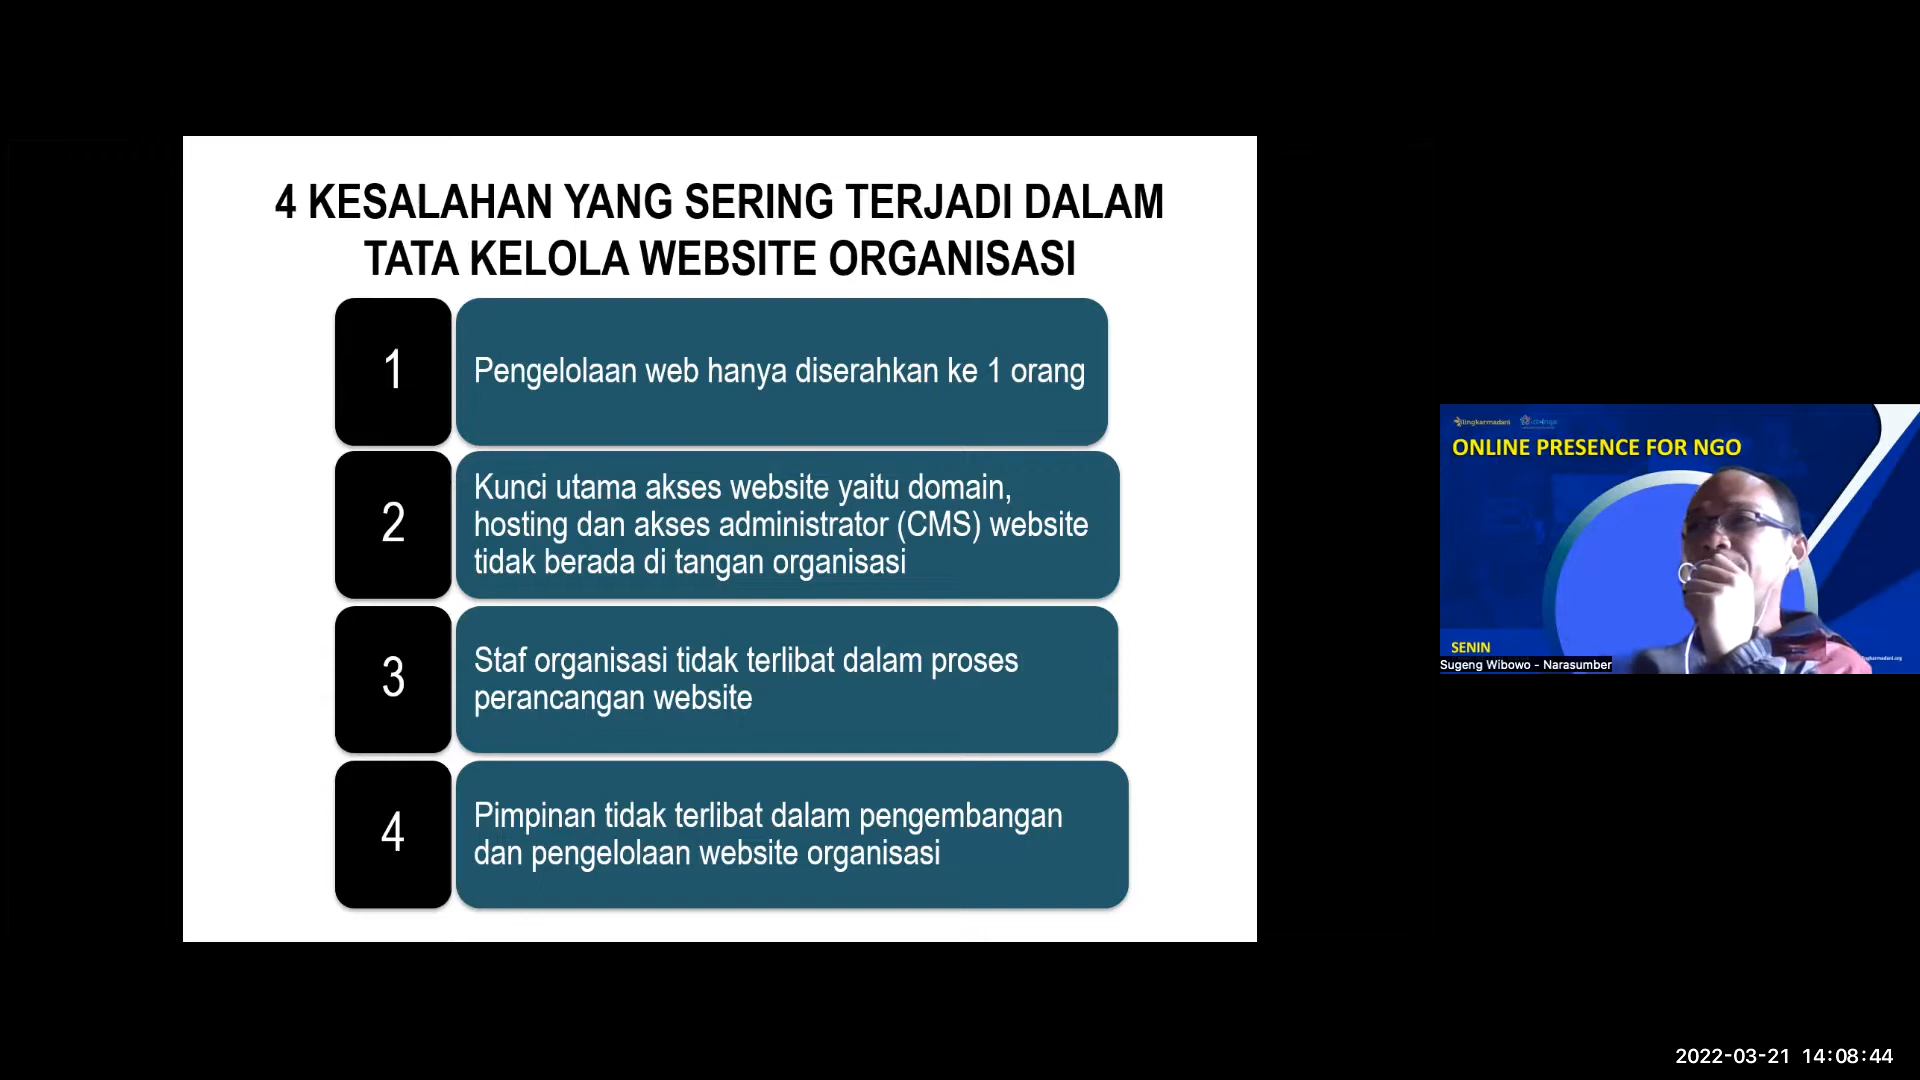 4 KESALAHAN YANG SERING TERJADI DALAM
TATA KELOLA WEBSITE ORGANISASI
1
Pengelolaan web hanya diserahkan ke 1 orang
2
Kunci utama akses website yaitu domain,
hosting dan akses administrator (CMS) website
tidak berada di tangan organisasi
3
Staf organisasi tidak terlibat dalam proses
perancangan website
4
Pimpinan tidak terlibat dalam pengembangan
dan pengelolaan website organisasi
lingkarmadani
ONLINE PRESENCE FOR NGO
SENIN
Sugeng Wibowo - Narasumber
2022-03-21 14:08:44